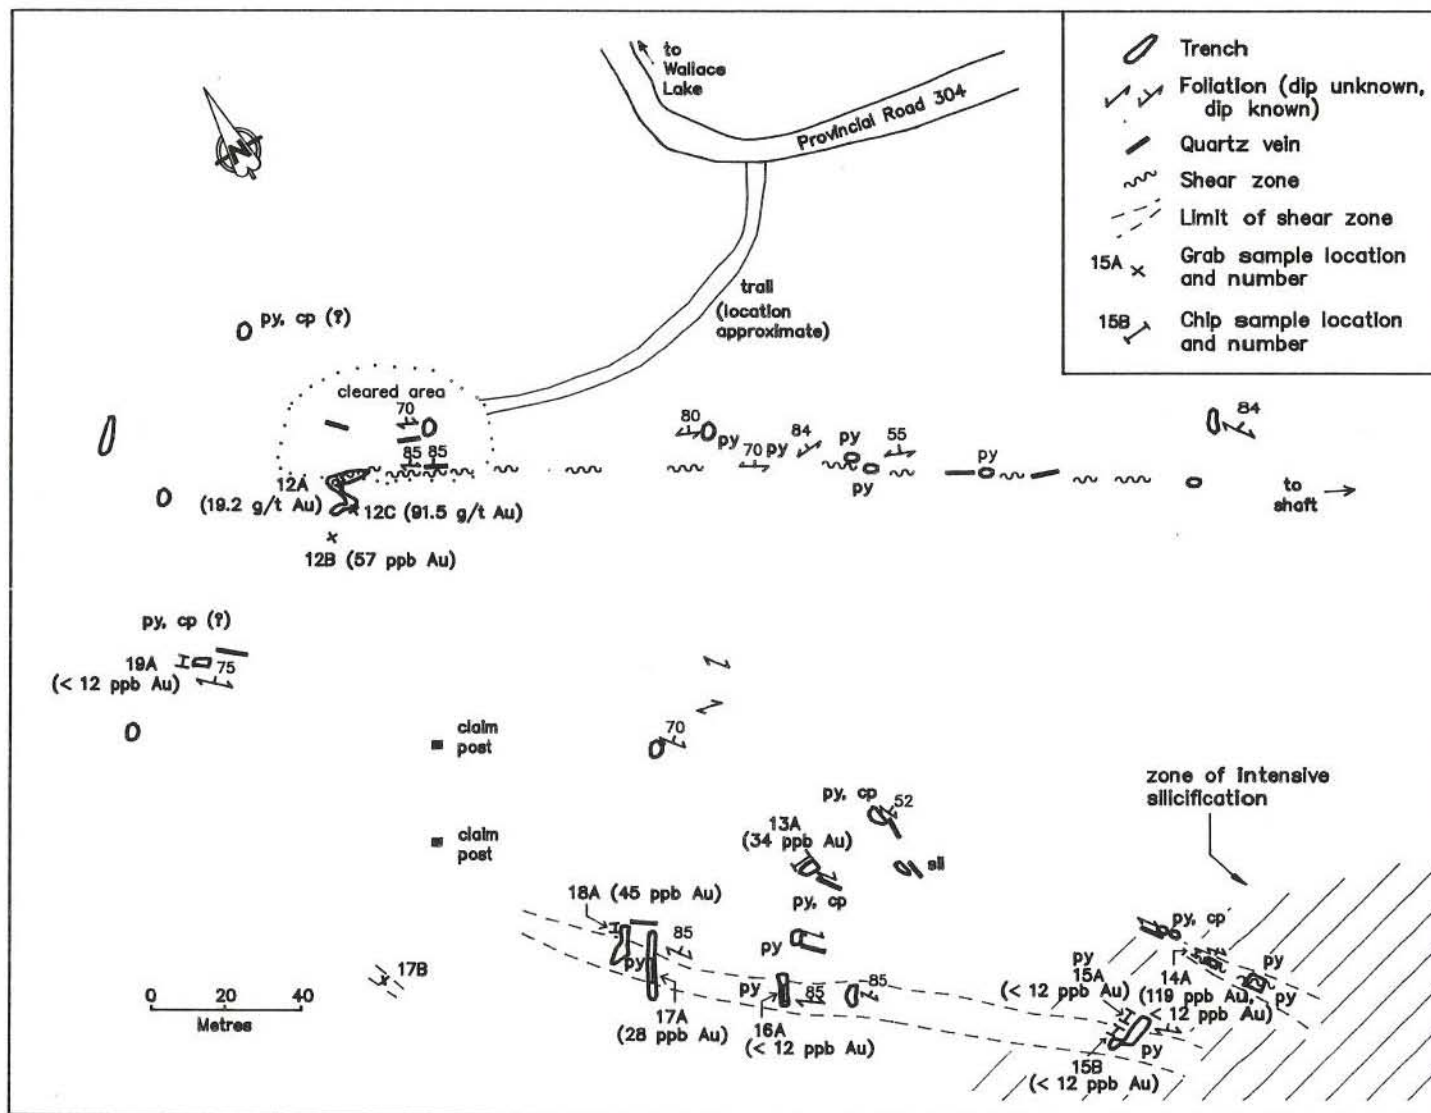 to
Wallace
Lake
Provincial Road 304
N
trail
(location
approximate)
Trench
Foliation (dip unknown,
dip known)
Quartz vein
Shear zone
Limit of shear zone
15A
Grab sample location
and number
15B
Chip sample location
and number
py, cp (?)
cleared area
70
85 85
80
py
70
py
84
py
55
py
py
84
to
shaft
12A
(19.2 g/t Au)
12C (91.5 g/t Au)
12B (57 ppb Au)
py, cp (?)
19A
75
(< 12 ppb Au)
claim
post
70
claim
post
py, cp
52
13A
(34 ppb Au)
sil
py, cp
zone of intensive
silicification
18A (45 ppb Au)
85
py
17A
(28 ppb Au)
py
py
85
85
16A
(< 12 ppb Au)
17B
0 20 40
Metres
py, cp
py
15A
(< 12 ppb Au)
14A
(119 ppb Au,
< 12 ppb Au)
py
py
py
15B
(< 12 ppb Au)